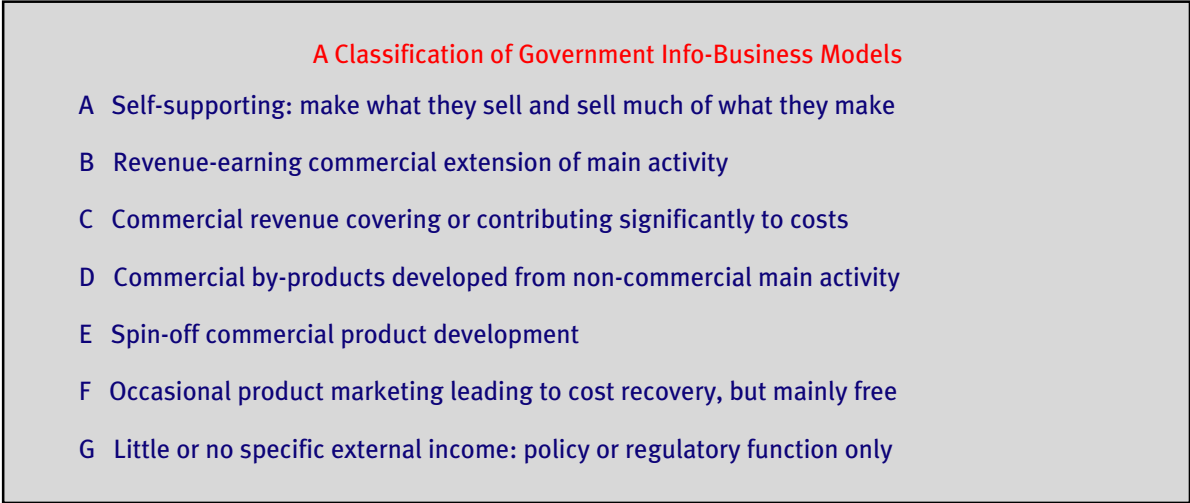 A Classification of Government Info-Business Models
A Self-supporting: make what they sell and sell much of what they make
B Revenue-earning commercial extension of main activity
C Commercial revenue covering or contributing significantly to costs
D Commercial by-products developed from non-commercial main activity
E Spin-off commercial product development
F Occasional product marketing leading to cost recovery, but mainly free
G Little or no specific external income: policy or regulatory function only